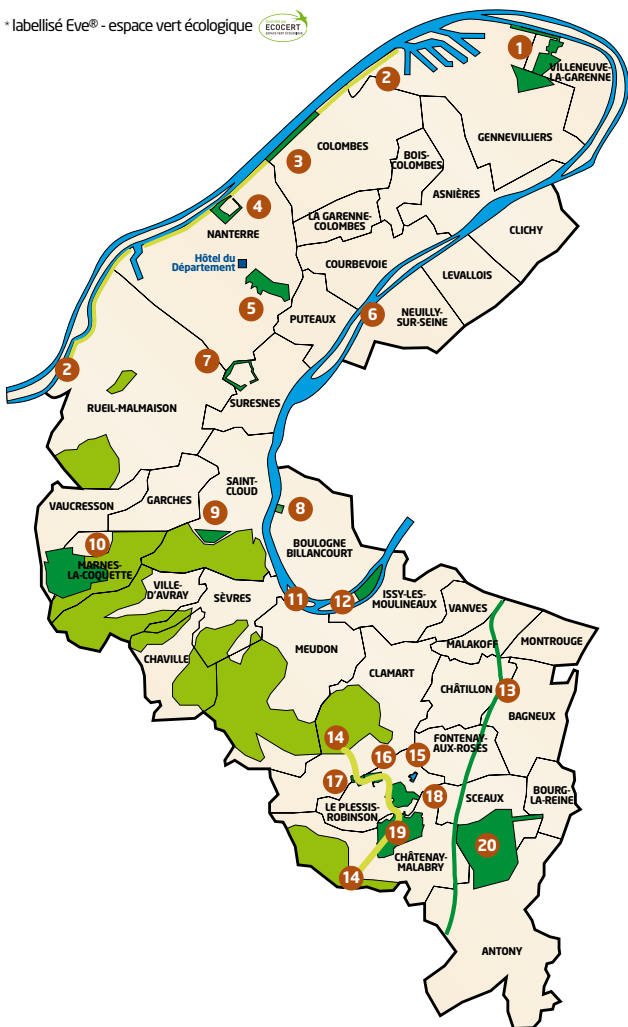 * labellisé Eve® - espace vert écologique
ECOCERT
ESPACE VERT ÉCOLOGIQUE
1
VILLENEUVE-
LA-GARENNE
2
GENNEVILLIERS
COLOMBES
3
BOIS-
COLOMBES
ASNIÈRES
4
LA GARENNE-
COLOMBES
NANTERRE
CLICHY
Hôtel du
Département
COURBEVOIE
LEVALLOIS
5
PUTEAUX
6
NEUILLY-
SUR-SEINE
7
2
SURESNES
RUEIL-MALMAISON
SAINT-
CLOUD
GARCHES
VAUCRESSON
9
8
BOULOGNE
BILLANCOURT
10
MARNES-
LA-COQUETTE
VILLE-
D'AVRAY
SÈVRES
11
12
ISSY-LES-
MOULINEAUX
VANVES
MALAKOFF
MONTROUGE
MEUDON
CHAVILLE
CLAMART
CHÂTILLON
13
BAGNEUX
14
16
15
FONTENAY-
AUX-ROSES
17
18
SCEAUX
BOURG-
LA-REINE
LE PLESSIS-
ROBINSON
19
20
CHÂTENAY-
MALABRY
14
ANTONY